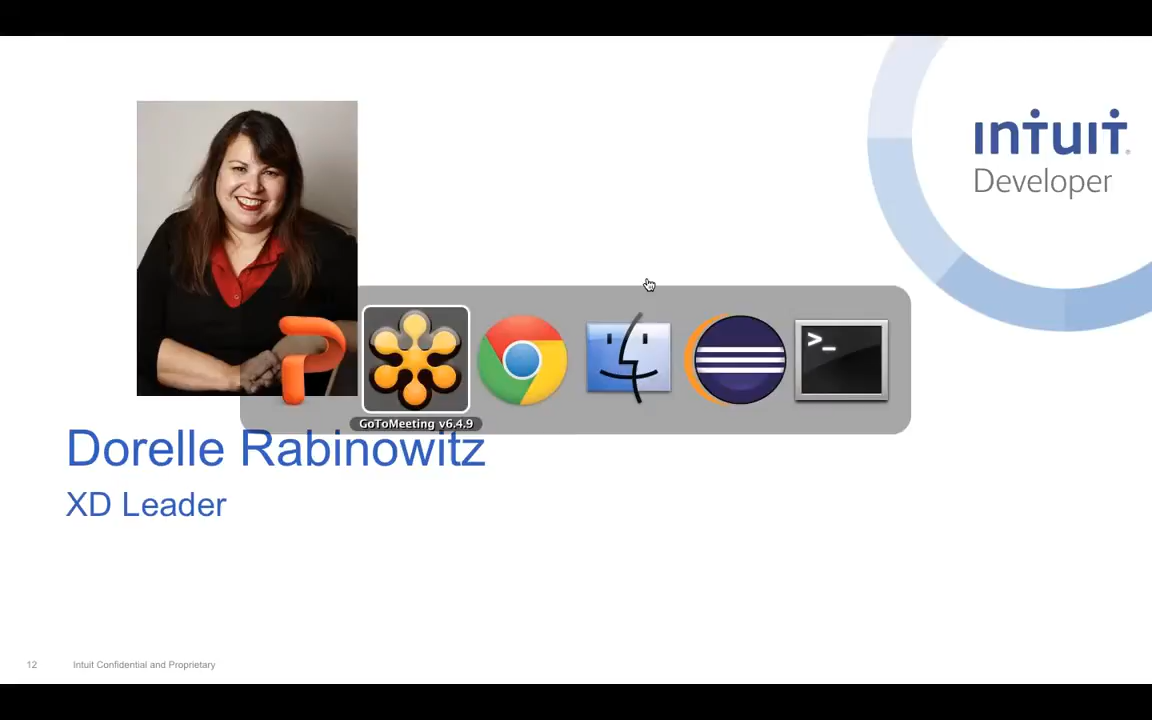 intuit®
Developer
>_
GoToMeeting v6.4.9
Dorelle Rabinowitz
XD Leader
12 Intuit Confidential and Proprietary